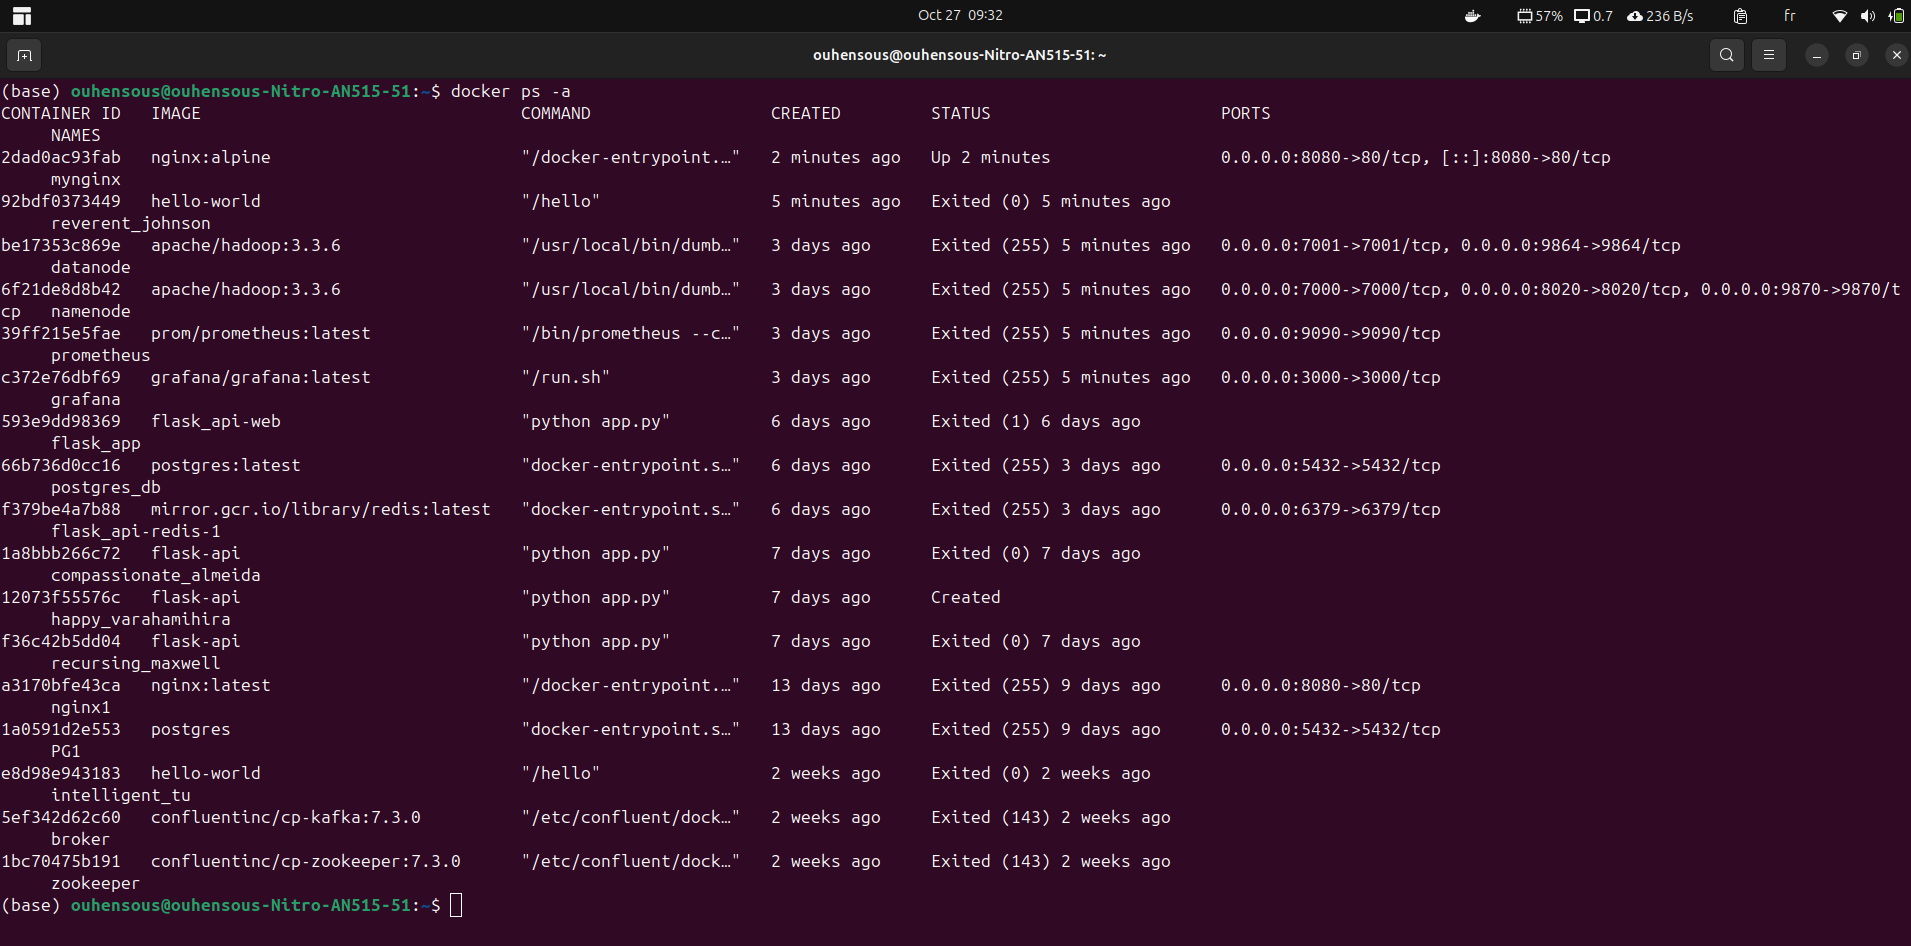 Oct 27 09:32
57% 0.7 236 B/s fr
ouhensous@ouhensous-Nitro-AN515-51: ~
(base) ouhensous@ouhensous-Nitro-AN515-51:~$ docker ps -a
CONTAINER ID   IMAGE                                COMMAND                  CREATED         STATUS                       PORTS
     NAMES
2dad0ac93fab   nginx:alpine                         "/docker-entrypoint.…"   2 minutes ago   Up 2 minutes                 0.0.0.0:8080->80/tcp, [::]:8080->80/tcp
     mynginx
92bdf0373449   hello-world                          "/hello"                 5 minutes ago   Exited (0) 5 minutes ago
     reverent_johnson
be17353c869e   apache/hadoop:3.3.6                  "/usr/local/bin/dumb…"   3 days ago      Exited (255) 5 minutes ago   0.0.0.0:7001->7001/tcp, 0.0.0.0:9864->9864/tcp
     datanode
6f21de8d8b42   apache/hadoop:3.3.6                  "/usr/local/bin/dumb…"   3 days ago      Exited (255) 5 minutes ago   0.0.0.0:7000->7000/tcp, 0.0.0.0:8020->8020/tcp, 0.0.0.0:9870->9870/t
cp   namenode
39ff215e5fae   prom/prometheus:latest               "/bin/prometheus --c…"   3 days ago      Exited (255) 5 minutes ago   0.0.0.0:9090->9090/tcp
     prometheus
c372e76dbf69   grafana/grafana:latest               "/run.sh"                3 days ago      Exited (255) 5 minutes ago   0.0.0.0:3000->3000/tcp
     grafana
593e9dd98369   flask_api-web                        "python app.py"          6 days ago      Exited (1) 6 days ago
     flask_app
66b736d0cc16   postgres:latest                      "docker-entrypoint.s…"   6 days ago      Exited (255) 3 days ago      0.0.0.0:5432->5432/tcp
     postgres_db
f379be4a7b88   mirror.gcr.io/library/redis:latest   "docker-entrypoint.s…"   6 days ago      Exited (255) 3 days ago      0.0.0.0:6379->6379/tcp
     flask_api-redis-1
1a8bbb266c72   flask-api                            "python app.py"          7 days ago      Exited (0) 7 days ago
     compassionate_almeida
12073f55576c   flask-api                            "python app.py"          7 days ago      Created
     happy_varahamihira
f36c42b5dd04   flask-api                            "python app.py"          7 days ago      Exited (0) 7 days ago
     recursing_maxwell
a3170bfe43ca   nginx:latest                         "/docker-entrypoint.…"   13 days ago     Exited (255) 9 days ago      0.0.0.0:8080->80/tcp
     nginx1
1a0591d2e553   postgres                             "docker-entrypoint.s…"   13 days ago     Exited (255) 9 days ago      0.0.0.0:5432->5432/tcp
     PG1
e8d98e943183   hello-world                          "/hello"                 2 weeks ago     Exited (0) 2 weeks ago
     intelligent_tu
5ef342d62c60   confluentinc/cp-kafka:7.3.0          "/etc/confluent/dock…"   2 weeks ago     Exited (143) 2 weeks ago
     broker
1bc70475b191   confluentinc/cp-zookeeper:7.3.0      "/etc/confluent/dock…"   2 weeks ago     Exited (143) 2 weeks ago
     zookeeper
(base) ouhensous@ouhensous-Nitro-AN515-51:~$